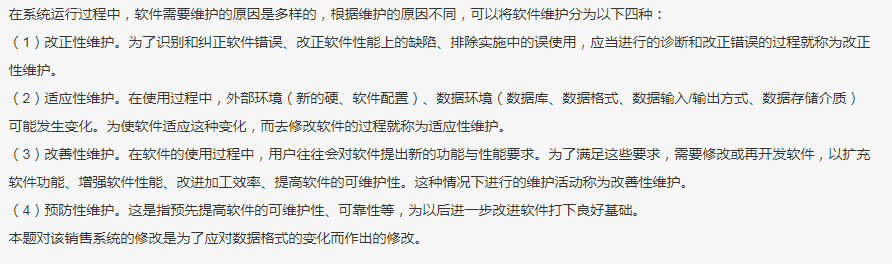 在系统运行过程中，软件需要维护的原因是多样的，根据维护的原因不同，可以将软件维护分为以下四种：
（1）改正性维护。为了识别和纠正软件错误、改正软件性能上的缺陷、排除实施中的误使用，应当进行的诊断和改正错误的过程就称为改正
性维护。
（2）适应性维护。在使用过程中，外部环境（新的硬、软件配置）、数据环境（数据库、数据格式、数据输入/输出方式、数据存储介质）
可能发生变化。为使软件适应这种变化，而去修改软件的过程就称为适应性维护。
（3）改善性维护。在软件的使用过程中，用户往往会对软件提出新的功能与性能要求。为了满足这些要求，需要修改或再开发软件，以扩充
软件功能、增强软件性能、改进加工效率、提高软件的可维护性。这种情况下进行的维护活动称为改善性维护。
（4）预防性维护。这是指预先提高软件的可维护性、可靠性等，为以后进一步改进软件打下良好基础。
本题对该销售系统的修改是为了应对数据格式的变化而作出的修改。